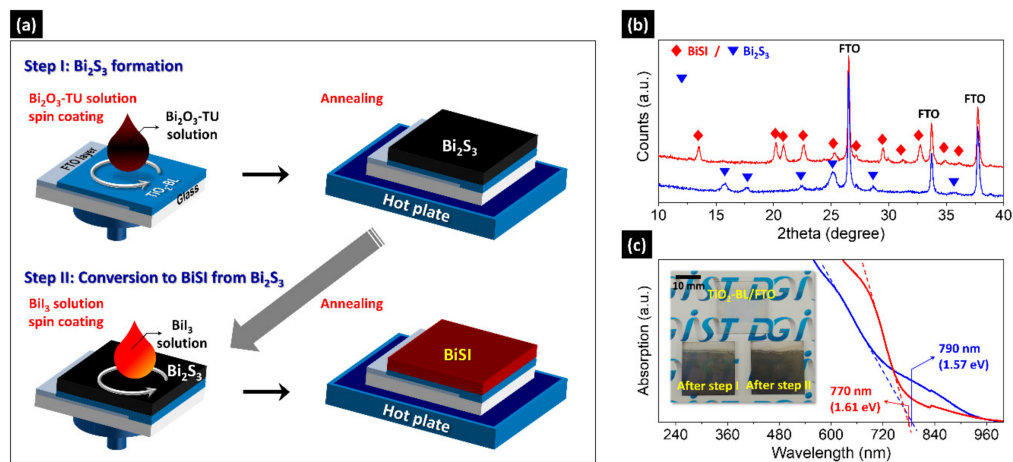 (a)
Step I: Bi₂S₃ formation
Bi₂O₃-TU solution
spin coating
Bi₂O₃-TU
solution
FTO layer
TiO₂-BL
Glass
Annealing
Bi₂S₃
Hot plate
Step II: Conversion to BiSI from Bi₂S₃
BiI₃ solution
spin coating
BiI₃
solution
Bi₂S₃
Annealing
BiSI
Hot plate
(b)
BiSI / Bi₂S₃
FTO
FTO
FTO
Counts (a.u.)
10 15 20 25 30 35 40
2theta (degree)
(c)
10 mm
TiO₂-BL/FTO
GIST DGI
GIST DGI
After step I
After step II
790 nm
(1.57 eV)
770 nm
(1.61 eV)
Absorption (a.u.)
240 360 480 600 720 840 960
Wavelength (nm)